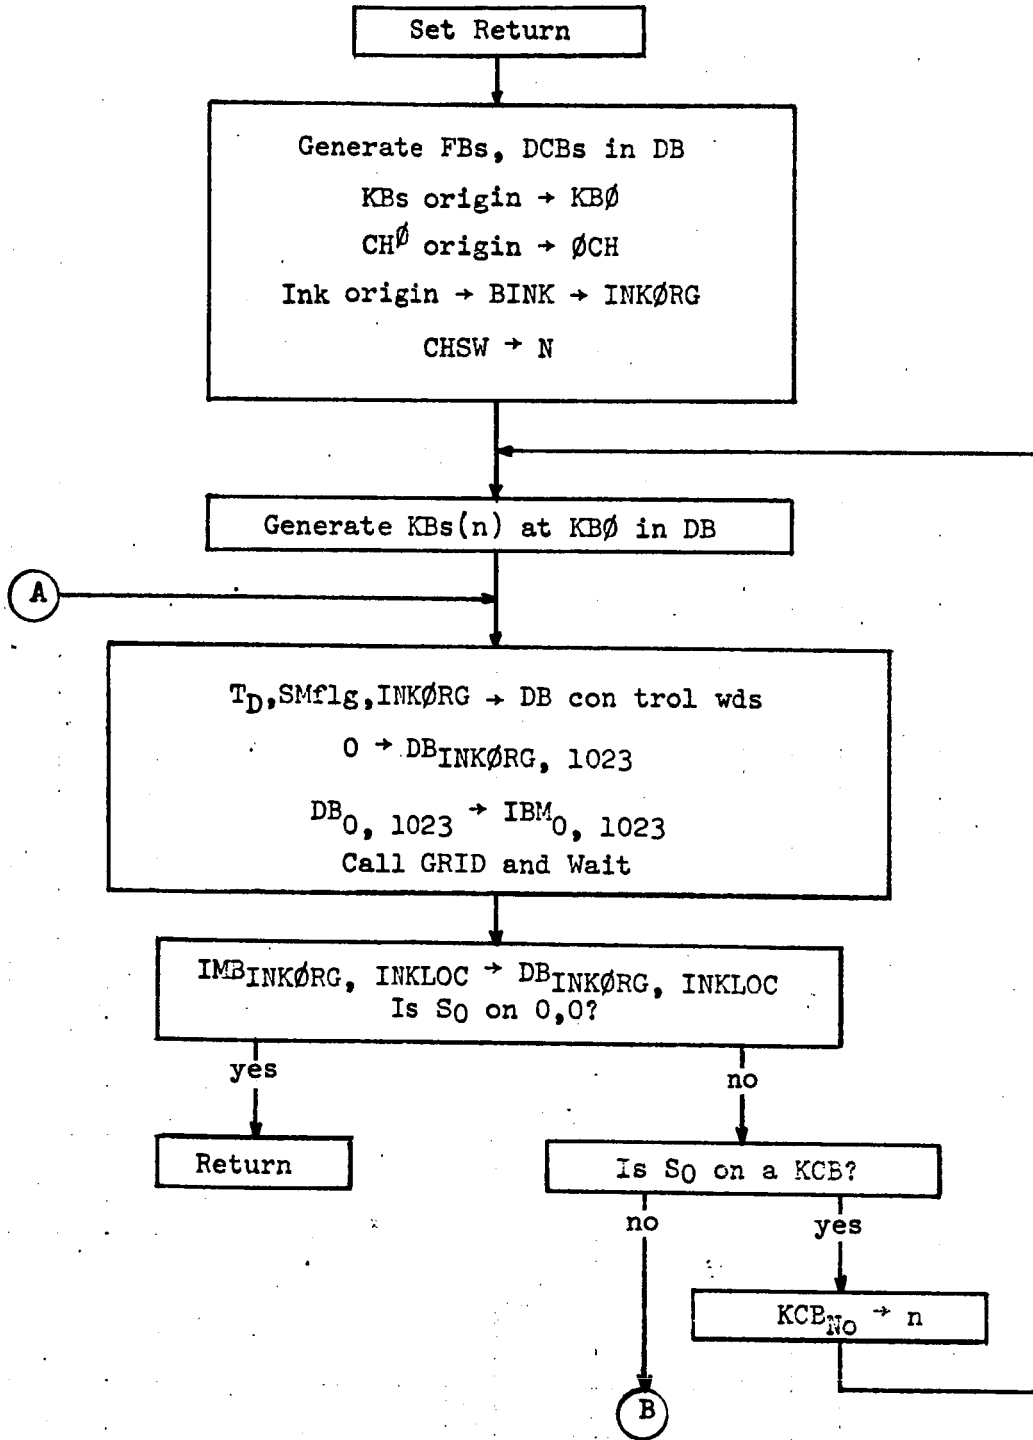 Set Return
Generate FBs, DCBs in DB
KBs origin → KBØ
CHØ origin → ØCH
Ink origin → BINK → INKØRG
CHSW → N
Generate KBs(n) at KBØ in DB
A
TD,SMflg,INKØRG → DB con trol wds
0 → DBINKØRG, 1023
DB0, 1023 → IBM0, 1023
Call GRID and Wait
IMBINKØRG, INKLOC → DBINKØRG, INKLOC
Is S0 on 0,0?
yes
no
Return
Is S0 on a KCB?
no
yes
KCBNo → n
B